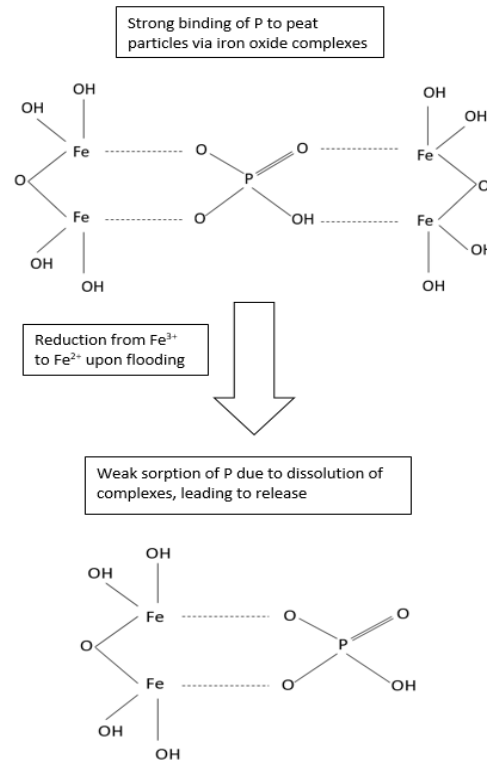 Strong binding of P to peat
particles via iron oxide complexes
OH
OH
OH
OH
Fe
O
O
Fe
O
P
O
Fe
O
OH
Fe
OH
OH
OH
OH
Reduction from Fe³⁺
to Fe²⁺ upon flooding
Weak sorption of P due to dissolution of
complexes, leading to release
OH
OH
Fe
O
O
O
P
Fe
O
OH
OH
OH